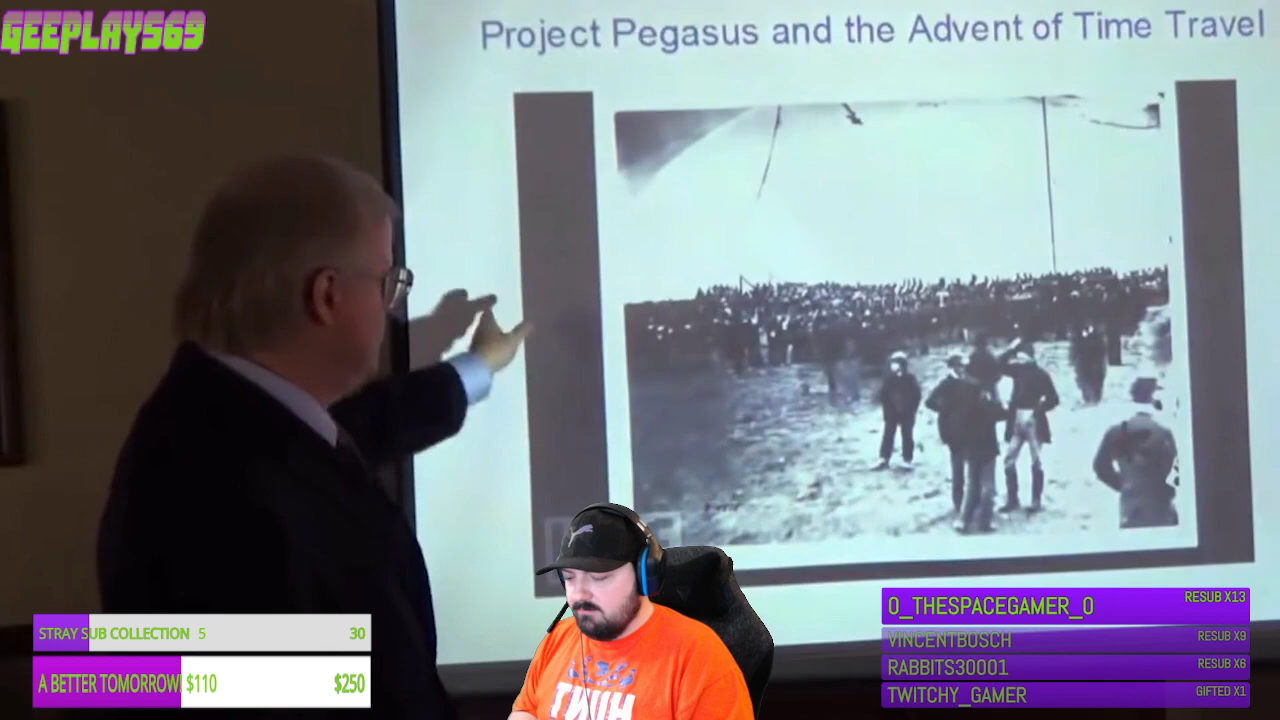 GEEPLAYS69
Project Pegasus and the Advent of Time Travel
STRAY SUB COLLECTION 5 30
A BETTER TOMORROW! $110 $250
0_THESPACEGAMER_0 RESUB X13
VINCENTBOSCH RESUB X9
RABBITS30001 RESUB X6
TWITCHY_GAMER GIFTED X1